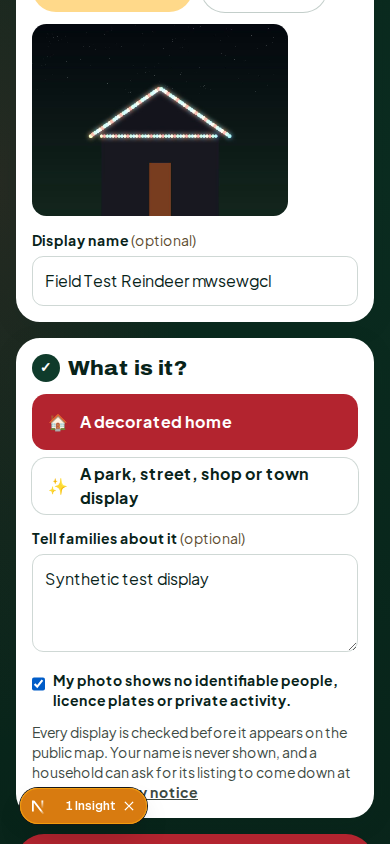 Display name (optional)
Field Test Reindeer mwsewgcl
✓ What is it?
🏠 A decorated home
✨ A park, street, shop or town
display
Tell families about it (optional)
Synthetic test display
My photo shows no identifiable people,
licence plates or private activity.
Every display is checked before it appears on the
public map. Your name is never shown, and a
household can ask for its listing to come down at
notice
N 1 Insight ×